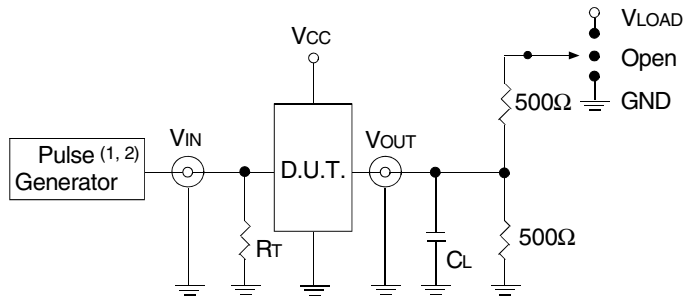 VLOAD
VCC
Open
500Ω
GND
Pulse (1, 2)
Generator
VIN
D.U.T.
VOUT
RT
CL
500Ω